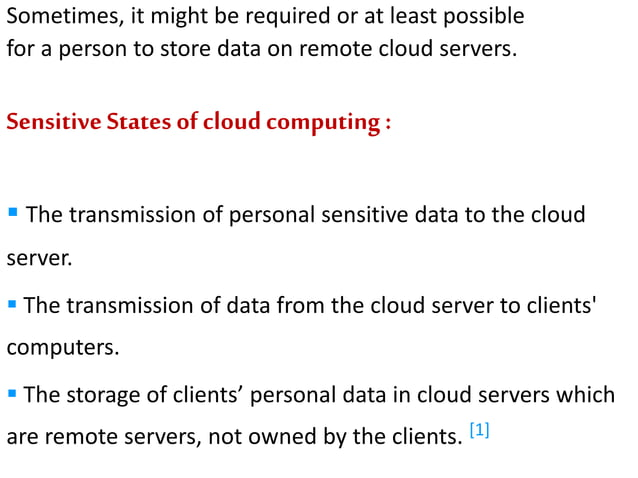 Sometimes, it might be required or at least possible
for a person to store data on remote cloud servers.
Sensitive States of cloud computing :
▪ The transmission of personal sensitive data to the cloud
server.
▪ The transmission of data from the cloud server to clients'
computers.
▪ The storage of clients’ personal data in cloud servers which
are remote servers, not owned by the clients. [1]